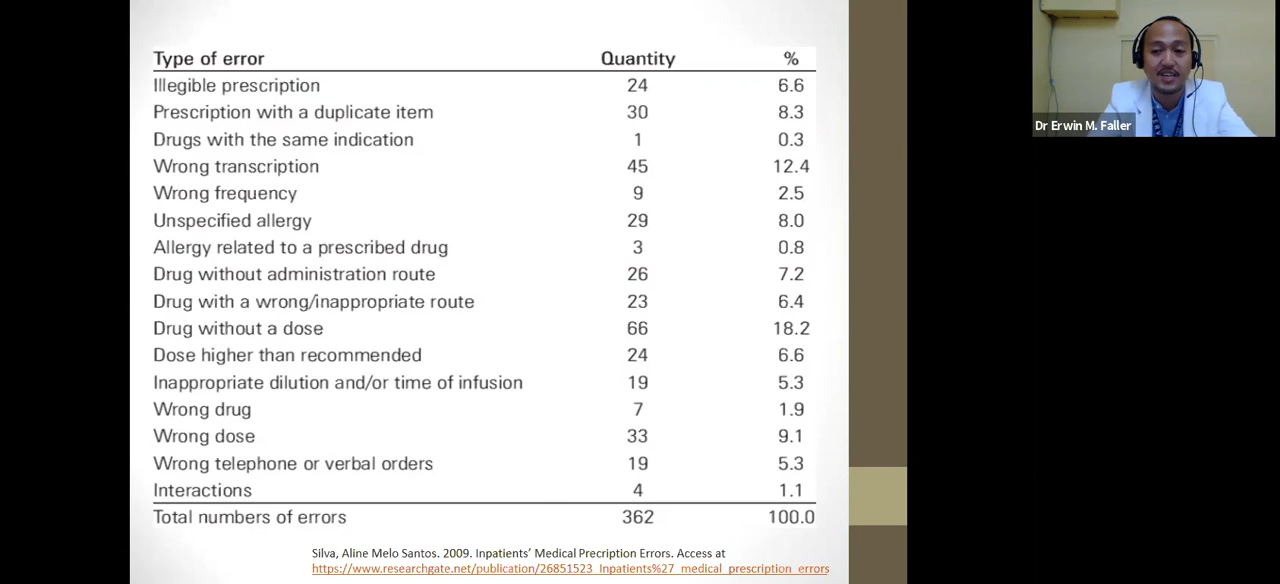 Type of error Quantity %
Illegible prescription 24 6.6
Prescription with a duplicate item 30 8.3
Drugs with the same indication 1 0.3
Wrong transcription 45 12.4
Wrong frequency 9 2.5
Unspecified allergy 29 8.0
Allergy related to a prescribed drug 3 0.8
Drug without administration route 26 7.2
Drug with a wrong/inappropriate route 23 6.4
Drug without a dose 66 18.2
Dose higher than recommended 24 6.6
Inappropriate dilution and/or time of infusion 19 5.3
Wrong drug 7 1.9
Wrong dose 33 9.1
Wrong telephone or verbal orders 19 5.3
Interactions 4 1.1
Total numbers of errors 362 100.0
Silva, Aline Melo Santos. 2009. Inpatients' Medical Precription Errors. Access at
https://www.researchgate.net/publication/26851523_Inpatients%27_medical_prescription_errors
Dr Erwin M. Faller